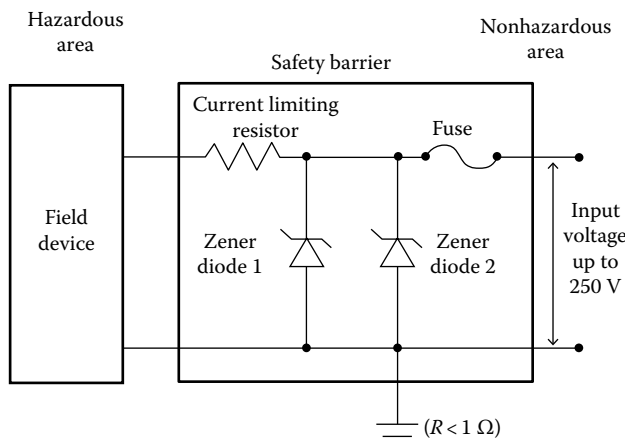 Hazardous
area
Nonhazardous
area
Safety barrier
Current limiting
resistor
Fuse
Field
device
Zener
diode 1
Zener
diode 2
Input
voltage
up to
250 V
(R < 1 Ω)